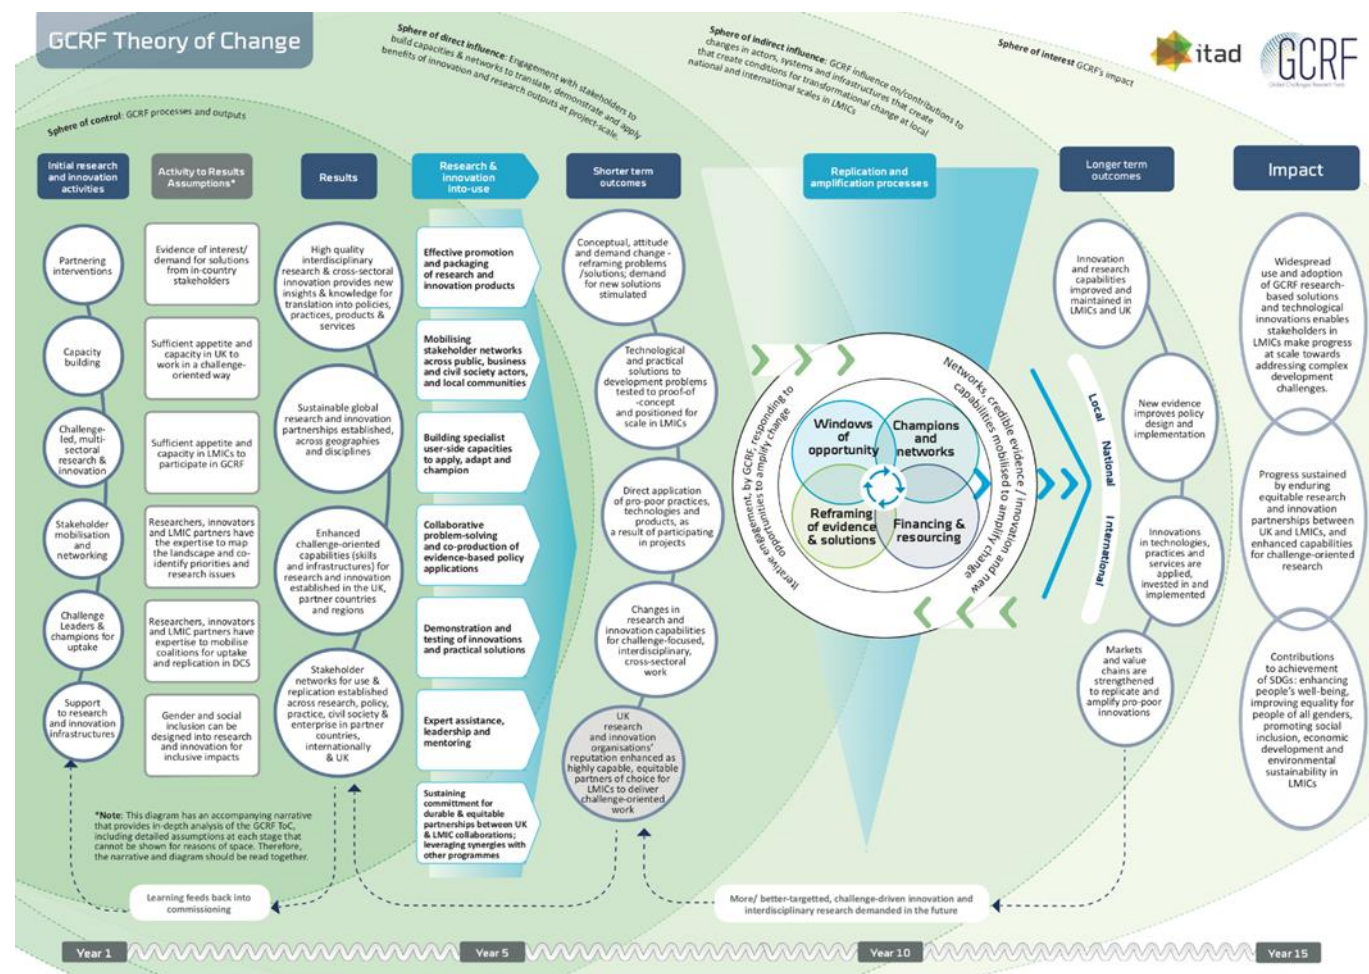 GCRF Theory of Change
Sphere of control: GCRF processes and outputs
Sphere of direct influence: Engagement with stakeholders to
build capacities & networks to translate, demonstrate and apply
benefits of innovation and research outputs at project-scale.
Sphere of indirect influence: GCRF influence on/contributions to
changes in actors, systems and infrastructures that create
that create conditions for transformational change at local
national and international scales in LMICs
Sphere of interest GCRF's impact
itad
GCRF
Global Challenges Research Fund
Initial research
and innovation
activities
Partnering
interventions
Capacity
building
Challenge-
led, multi-
sectoral
research &
innovation
Stakeholder
mobilisation
and
networking
Challenge
Leaders &
champions for
uptake
Support
to research
and innovation
infrastructures
Activity to Results
Assumptions*
Evidence of interest/
demand for solutions
from in-country
stakeholders
Sufficient appetite and
capacity in UK to
work in a challenge-
oriented way
Sufficient appetite and
capacity in LMICs to
participate in GCRF
Researchers, innovators
and LMIC partners have
the expertise to map
the landscape and co-
identify priorities and
research issues
Researchers, innovators
and LMIC partners have
expertise to mobilise
coalitions for uptake
and replication in DCS
Gender and social
inclusion can be
designed into research
and innovation for
inclusive impacts
Results
High quality
interdisciplinary
research & cross-sectoral
innovation provides new
insights & knowledge for
translation into policies,
practices, products &
services
Sustainable global
research and innovation
partnerships established,
across geographies
and disciplines
Enhanced
challenge-oriented
capabilities (skills
and infrastructures) for
research and innovation
established in the UK,
partner countries
and regions
Stakeholder
networks for use &
replication established
across research, policy,
practice, civil society &
enterprise in partner
countries,
internationally
& UK
Research &
innovation
into-use
Effective promotion
and packaging
of research and
innovation products
Mobilising
stakeholder networks
across public, business
and civil society actors,
and local communities
Building specialist
user-side capacities
to apply, adapt and
champion
Collaborative
problem-solving
and co-production of
evidence-based policy
applications
Demonstration and
testing of innovations
and practical solutions
Expert assistance,
leadership and
mentoring
Sustaining
committment for
durable & equitable
partnerships between UK
& LMIC collaborations;
leveraging synergies with
other programmes
Shorter term
outcomes
Conceptual, attitude
and demand change -
reframing problems
/solutions; demand
for new solutions
stimulated
Technological
and practical
solutions to
development problems
tested to proof-of
-concept
and positioned for
scale in LMICs
Direct application
of pro-poor practices,
technologies and
products, as
a result of participating
in projects
Changes in
research and
innovation capabilities
for challenge-focused,
interdisciplinary,
cross-sectoral
work
UK
research
and innovation
organisations'
reputation enhanced as
highly capable, equitable
partners of choice for
LMICs to deliver
challenge-oriented
work
Replication and
amplification processes
Iterative engagement, by GCRF, responding to
opportunities to amplify change
Networks, credible evidence / innovation and new
capabilities mobilised to amplify change
Windows
of
opportunity
Champions
and
networks
Reframing
of evidence
& solutions
Financing &
resourcing
Local National International
Longer term
outcomes
Innovation
and research
capabilities
improved and
maintained in
LMICs and UK
New evidence
improves policy
design and
implementation
Innovations
in technologies,
practices and
services are
applied,
invested in and
implemented
Markets
and value
chains are
strengthened
to replicate and
amplify pro-poor
innovations
Impact
Widespread
use and adoption
of GCRF research-
based solutions
and technological
innovations enables
stakeholders in
LMICs make progress
at scale towards
addressing complex
development
challenges.
Progress sustained
by enduring
equitable research
and innovation
partnerships between
UK and LMICs, and
enhanced capabilities
for challenge-oriented
research
Contributions
to achievement
of SDGs: enhancing
people's well-being,
improving equality for
people of all genders,
promoting social
inclusion, economic
development and
environmental
sustainability in
LMICs
*Note: This diagram has an accompanying narrative
that provides in-depth analysis of the GCRF ToC,
including detailed assumptions at each stage that
cannot be shown for reasons of space. Therefore,
the narrative and diagram should be read together.
Learning feeds back into
commissioning
More/ better-targetted, challenge-driven innovation and
interdisciplinary research demanded in the future
Year 1
Year 5
Year 10
Year 15